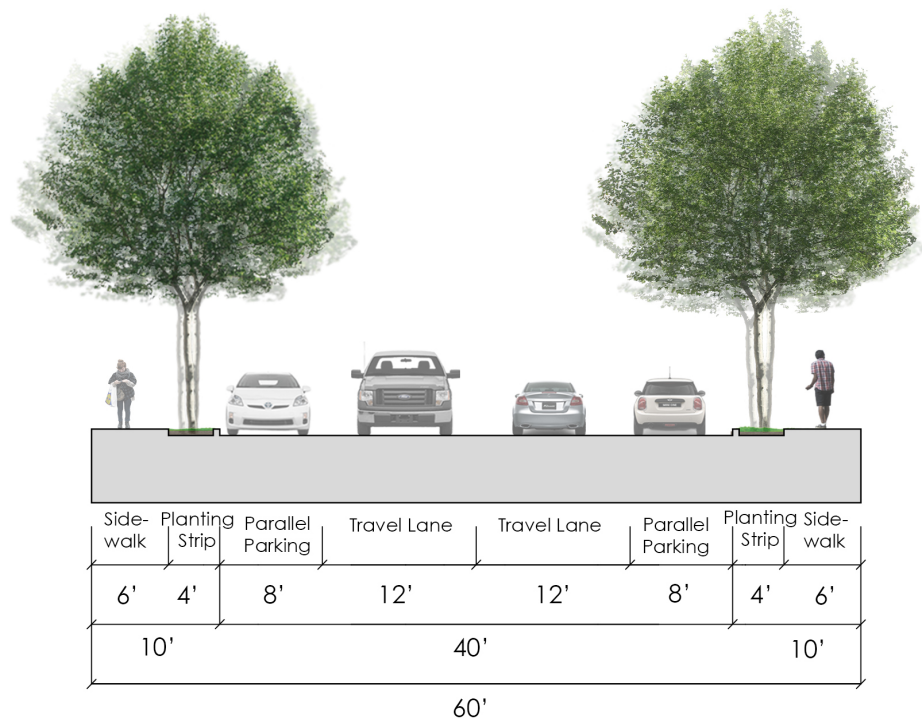 Side-
walk
Planting
Strip
Parallel
Parking
Travel Lane
Travel Lane
Parallel
Parking
Planting
Strip
Side-
walk
6’ 4’ 8’ 12’ 12’ 8’ 4’ 6’
10’ 40’ 10’
60’